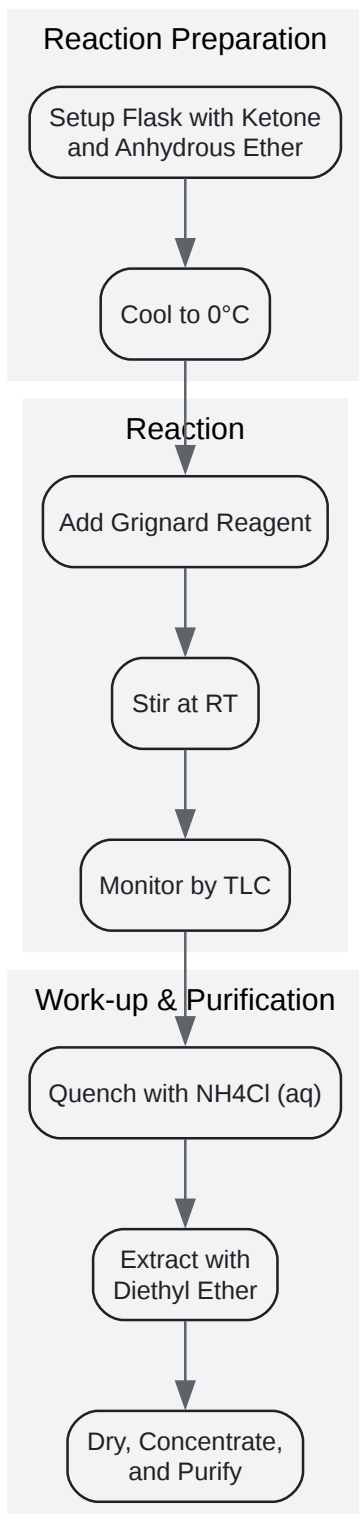 Reaction Preparation
Setup Flask with Ketone
and Anhydrous Ether
Cool to 0°C
Reaction
Add Grignard Reagent
Stir at RT
Monitor by TLC
Work-up & Purification
Quench with NH4Cl (aq)
Extract with
Diethyl Ether
Dry, Concentrate,
and Purify